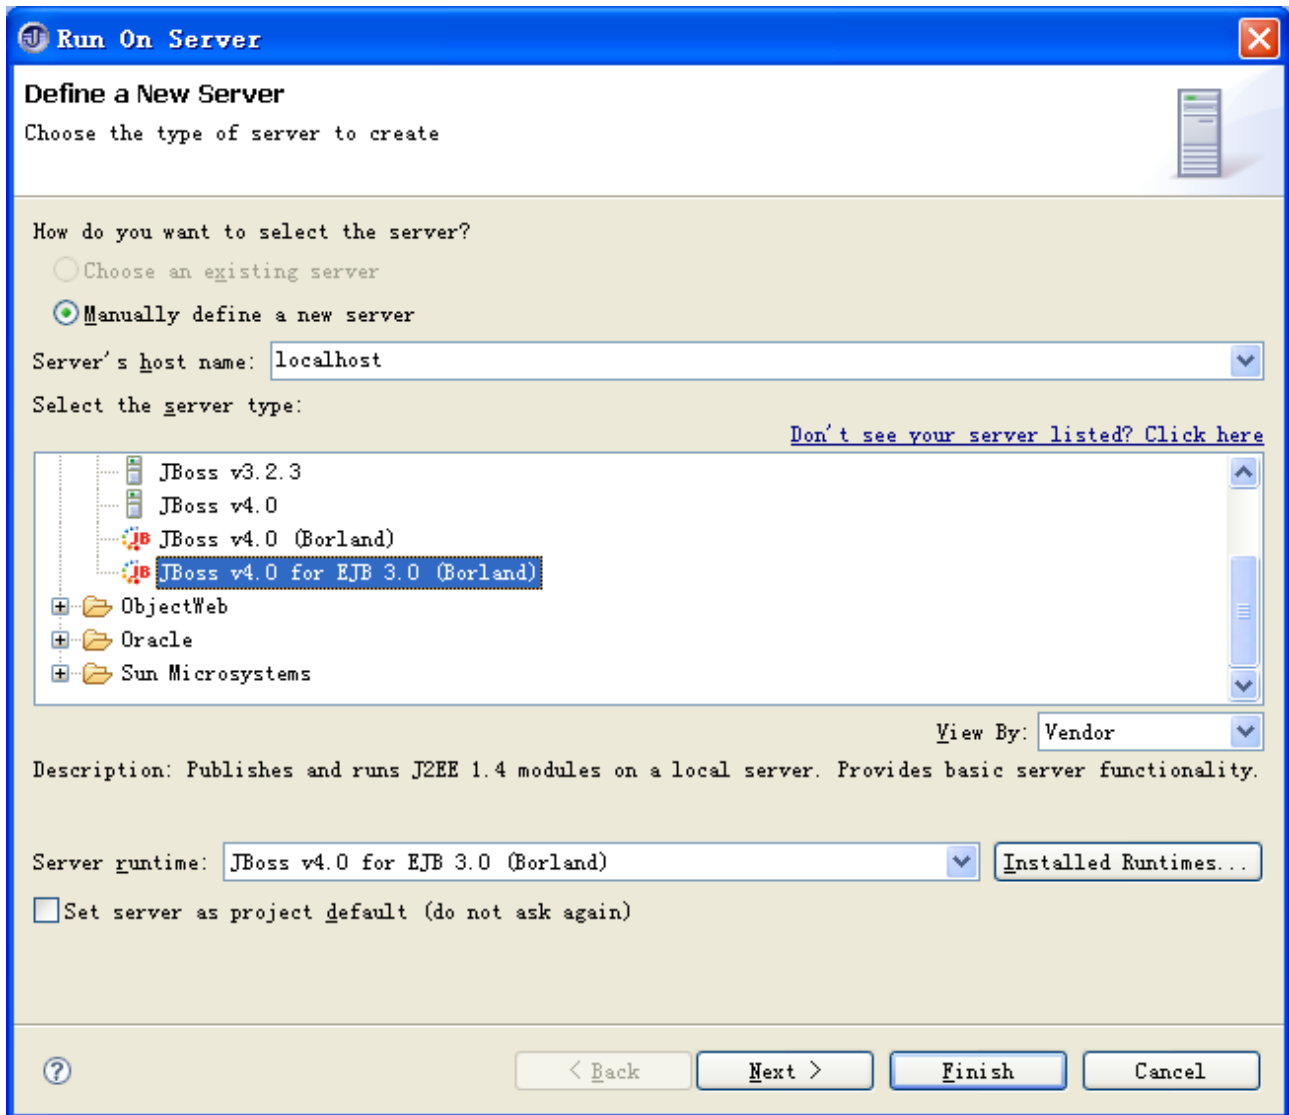 Run On Server
Define a New Server
Choose the type of server to create
How do you want to select the server?
Choose an existing server
Manually define a new server
Server's host name: localhost
Select the server type:
Don't see your server listed? Click here
JBoss v3.2.3
JBoss v4.0
JBoss v4.0 (Borland)
JBoss v4.0 for EJB 3.0 (Borland)
ObjectWeb
Oracle
Sun Microsystems
View By: Vendor
Description: Publishes and runs J2EE 1.4 modules on a local server. Provides basic server functionality.
Server runtime: JBoss v4.0 for EJB 3.0 (Borland) Installed Runtimes...
Set server as project default (do not ask again)
< Back Next > Finish Cancel